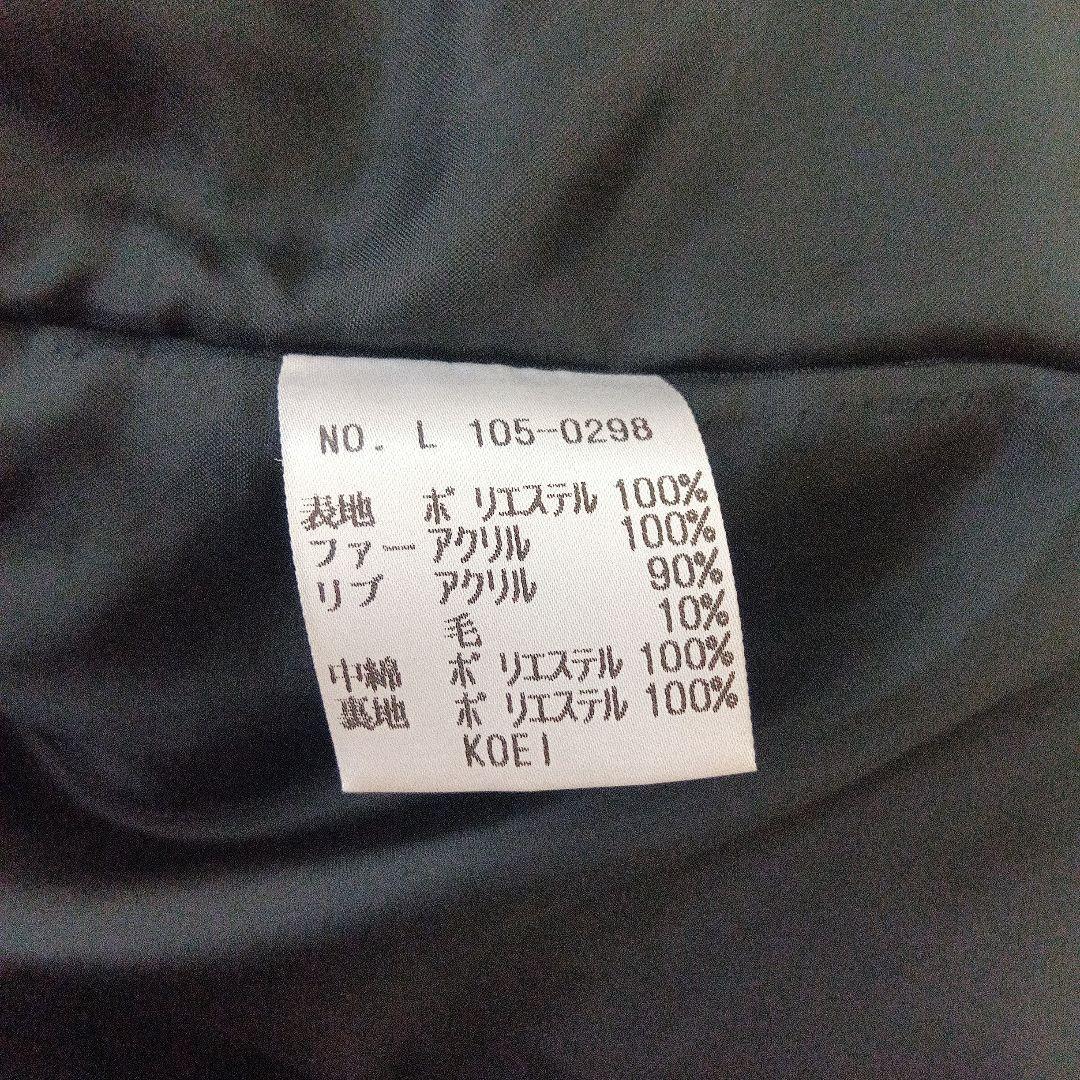 NO. L 105-0298
表地 ポリエステル 100%
ファー アクリル 100%
リブ アクリル 90%
毛 10%
中綿 ポリエステル 100%
裏地 ポリエステル 100%
KOEI